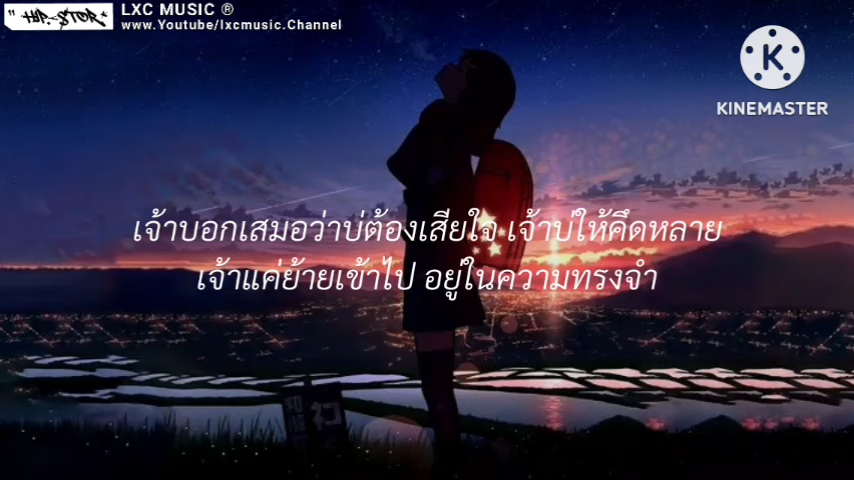 " HIP-STOR"
LXC MUSIC ®
www.Youtube/lxcmusic.Channel
K
KINEMASTER
เจ้าบอกเสมอว่าบ่ต้องเสียใจ เจ้าบ่ให้คึดหลาย
เจ้าแค่ย้ายเข้าไป อยู่ในความทรงจำ